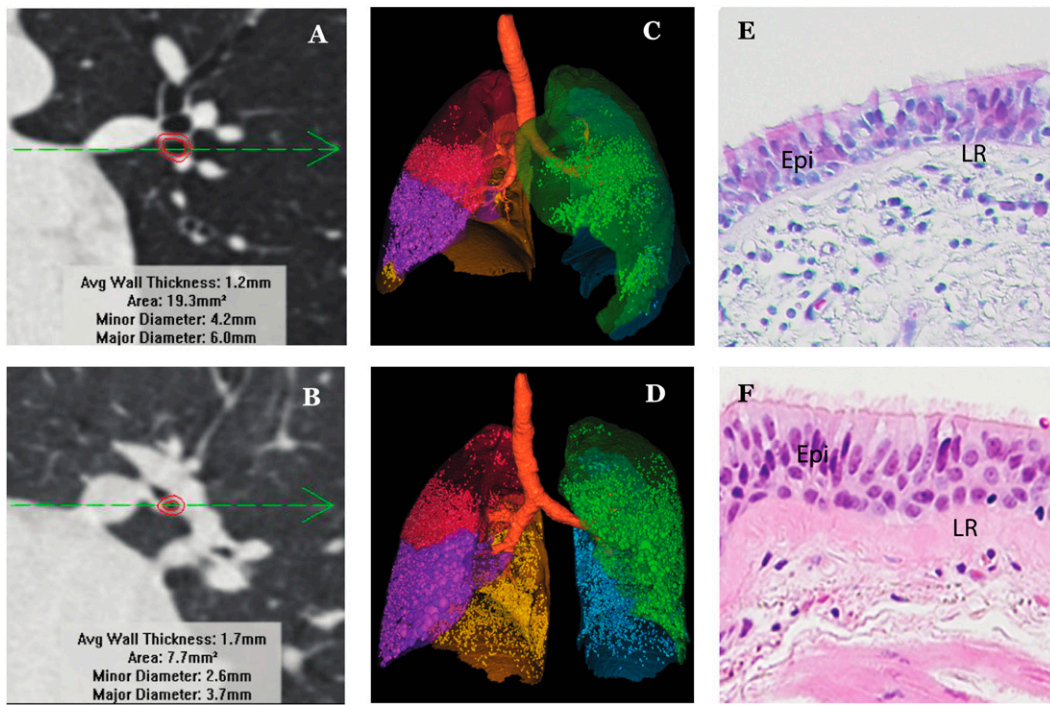 A
Avg Wall Thickness: 1.2mm
Area: 19.3mm²
Minor Diameter: 4.2mm
Major Diameter: 6.0mm
B
Avg Wall Thickness: 1.7mm
Area: 7.7mm²
Minor Diameter: 2.6mm
Major Diameter: 3.7mm
C
D
E
Epi
LR
F
Epi
LR